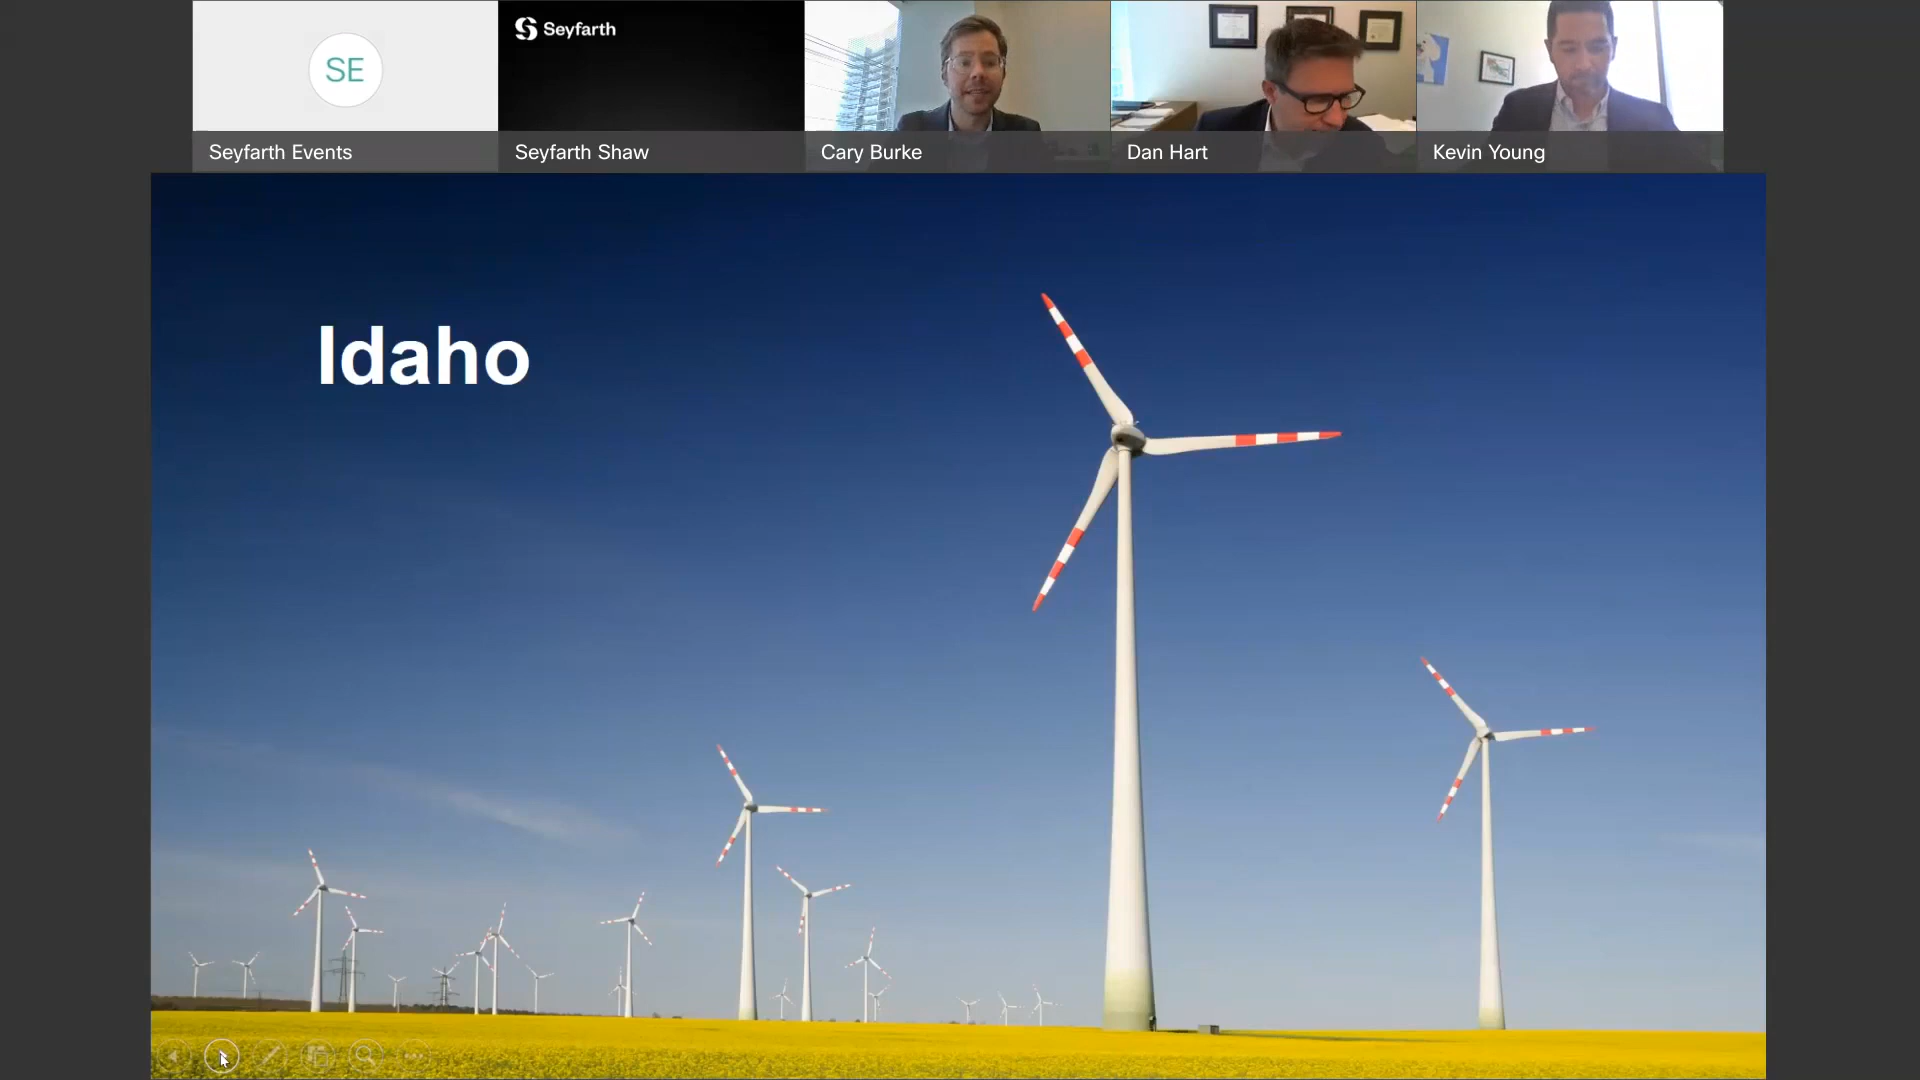 SE
Seyfarth
Seyfarth Events
Seyfarth Shaw
Cary Burke
Dan Hart
Kevin Young
Idaho